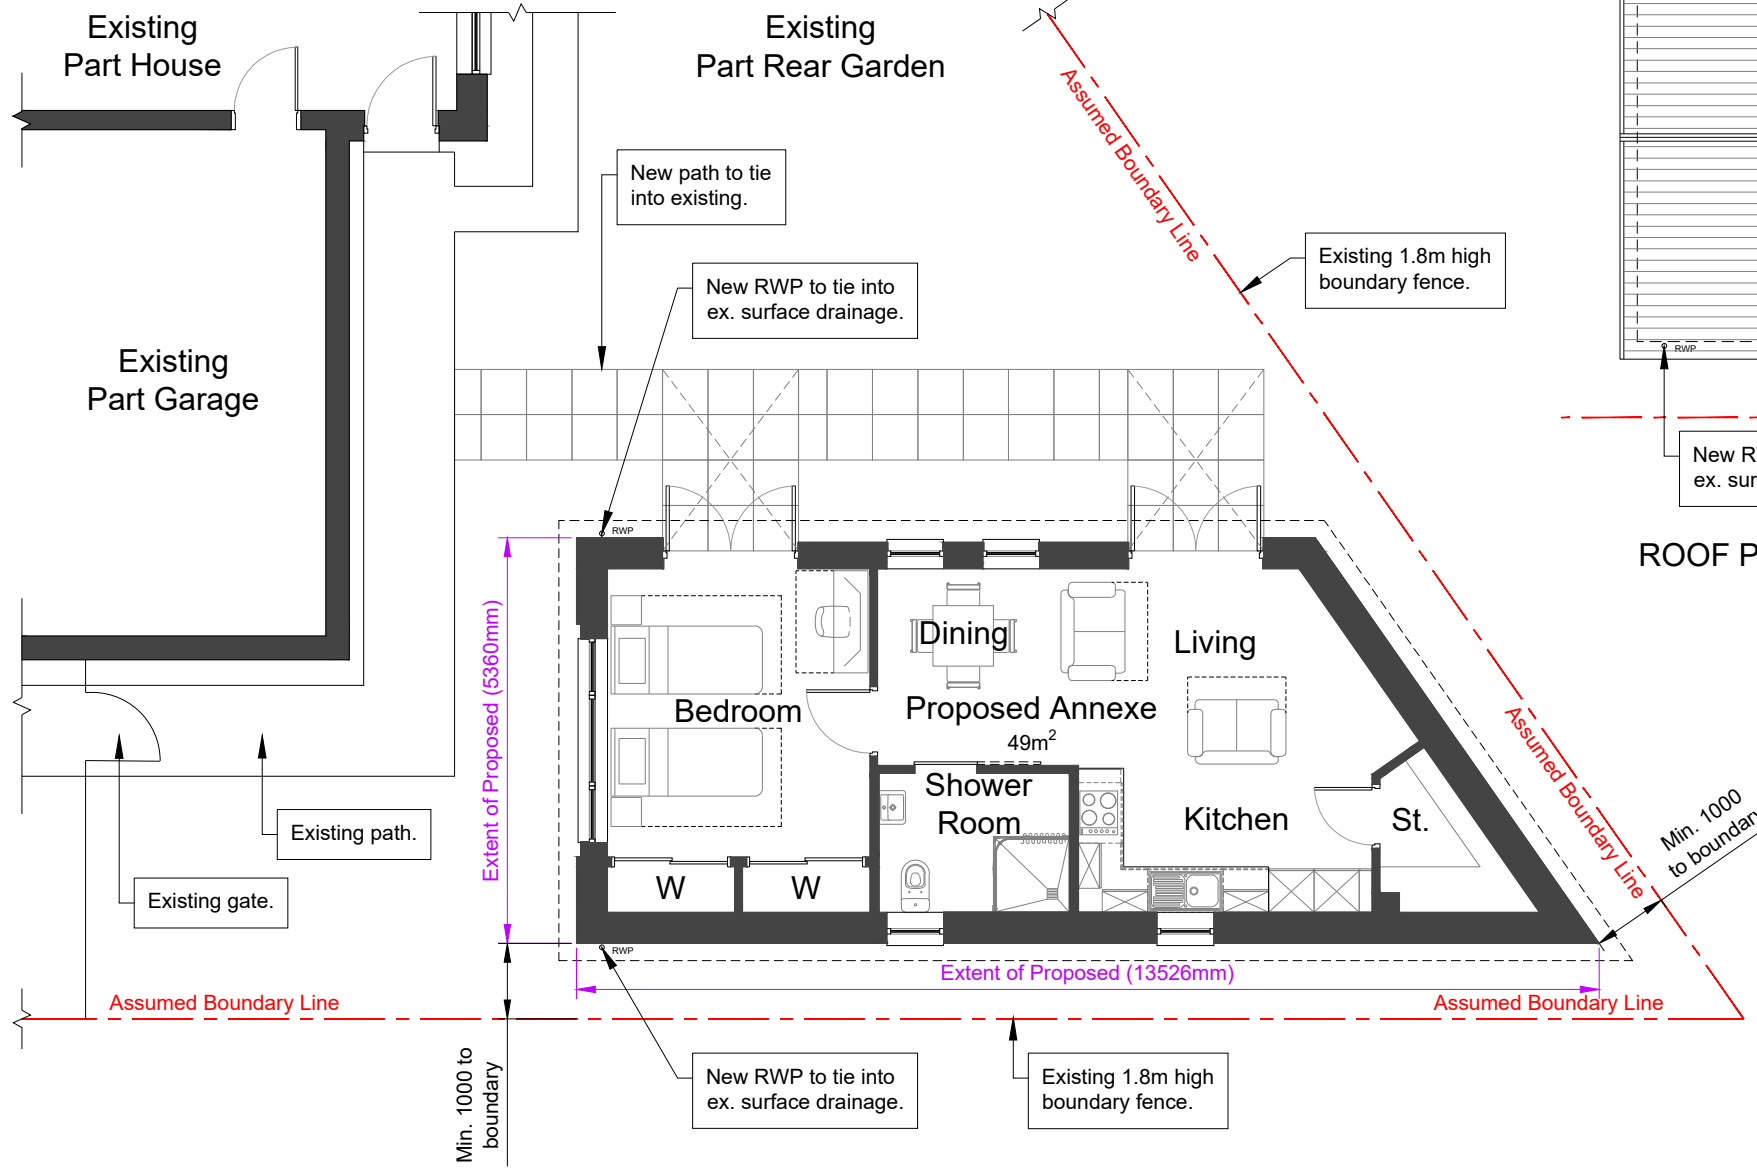 Existing
Part House
Existing
Part Rear Garden
Assumed Boundary Line
New path to tie
into existing.
Existing 1.8m high
boundary fence.
New RWP to tie into
ex. surface drainage.
RWP
Existing
Part Garage
New R
ex. sur
RWP
ROOF P
Extent of Proposed (5360mm)
Dining
Living
Bedroom
Proposed Annexe
49m²
Shower
Room
Kitchen
St.
W
W
Assumed Boundary Line
Min. 1000
to boundar
Existing path.
Existing gate.
RWP
Extent of Proposed (13526mm)
Assumed Boundary Line
Assumed Boundary Line
Min. 1000 to
boundary
New RWP to tie into
ex. surface drainage.
Existing 1.8m high
boundary fence.